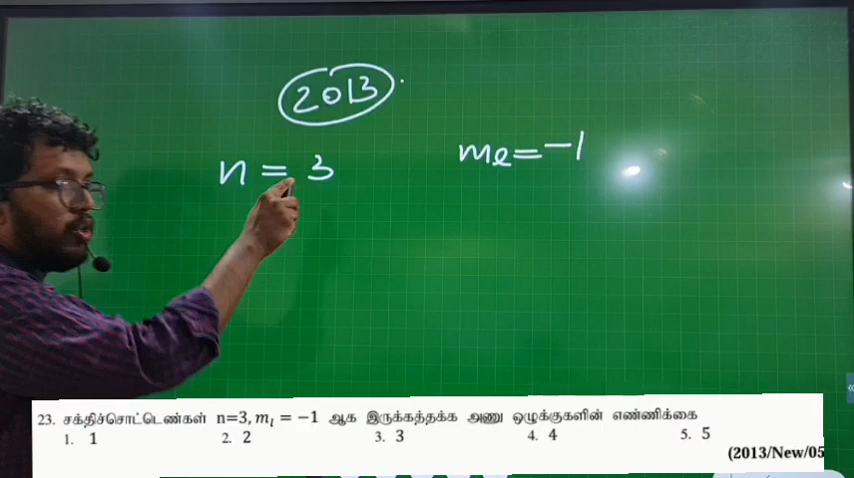 2013
n = 3 mℓ = -1
23. சக்திச்சொட்டெண்கள் n=3, mₗ = −1 ஆக இருக்கத்தக்க அணு ஒழுக்குகளின் எண்ணிக்கை
1. 1 2. 2 3. 3 4. 4 5. 5
(2013/New/05